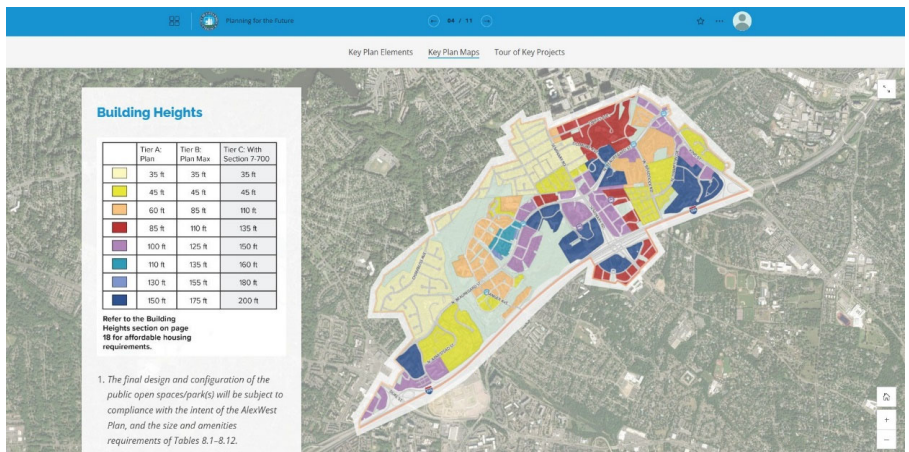 Planning for the Future
04 / 11
Key Plan Elements Key Plan Maps Tour of Key Projects
Building Heights
Tier A: Plan Tier B: Plan Max Tier C: With Section 7-700
35 ft 35 ft 35 ft
45 ft 45 ft 45 ft
60 ft 85 ft 110 ft
85 ft 110 ft 135 ft
100 ft 125 ft 150 ft
110 ft 135 ft 160 ft
130 ft 155 ft 180 ft
150 ft 175 ft 200 ft
Refer to the Building
Heights section on page
18 for affordable housing
requirements.
1. The final design and configuration of the
public open spaces/park(s) will be subject to
compliance with the intent of the AlexWest
Plan, and the size and amenities
requirements of Tables 8.1–8.12.